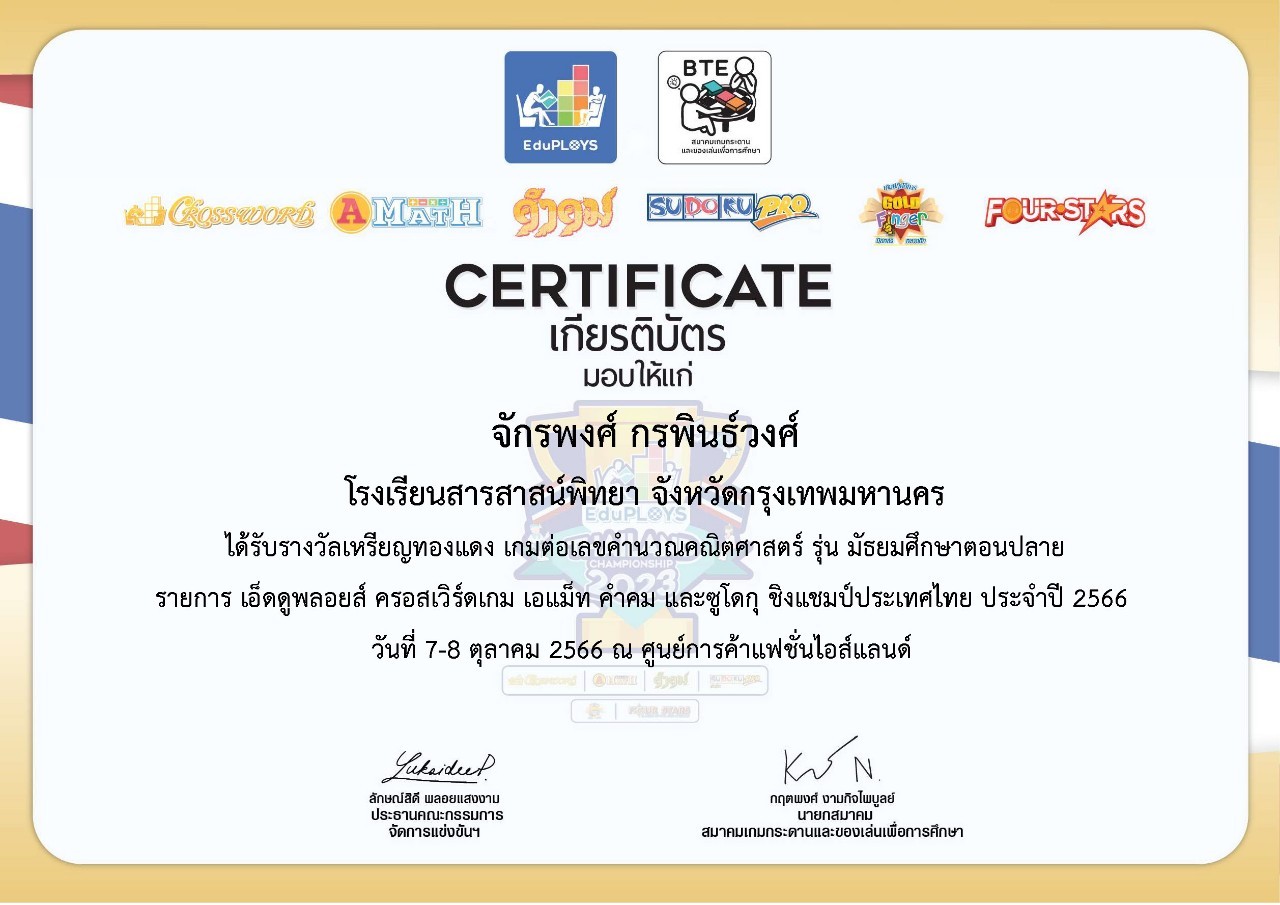 EduPLOYS
BTE
สมาคมเกมกระดาน
และของเล่นเพื่อการศึกษา
CROSSWORD A MATH คำคม SUDOKU PRO GOLD Finger FOUR STARS
CERTIFICATE
เกียรติบัตร
มอบให้แก่
จักรพงศ์ กรพินธ์วงศ์
โรงเรียนสารสาสน์พิทยา จังหวัดกรุงเทพมหานคร
EduPLOYS
ได้รับรางวัลเหรียญทองแดง เกมต่อเลขคำนวณคณิตศาสตร์ รุ่น มัธยมศึกษาตอนปลาย
CHAMPIONSHIP
2023
รายการ เอ็ดดูพลอยส์ ครอสเวิร์ดเกม เอแม็ท คำคม และซูโดกุ ชิงแชมป์ประเทศไทย ประจำปี 2566
วันที่ 7-8 ตุลาคม 2566 ณ ศูนย์การค้าแฟชั่นไอส์แลนด์
ลักษณ์สิดี พลอยแสงงาม
ประธานคณะกรรมการ
จัดการแข่งขันฯ
กฤตพงศ์ งามกิจไพบูลย์
นายกสมาคม
สมาคมเกมกระดานและของเล่นเพื่อการศึกษา